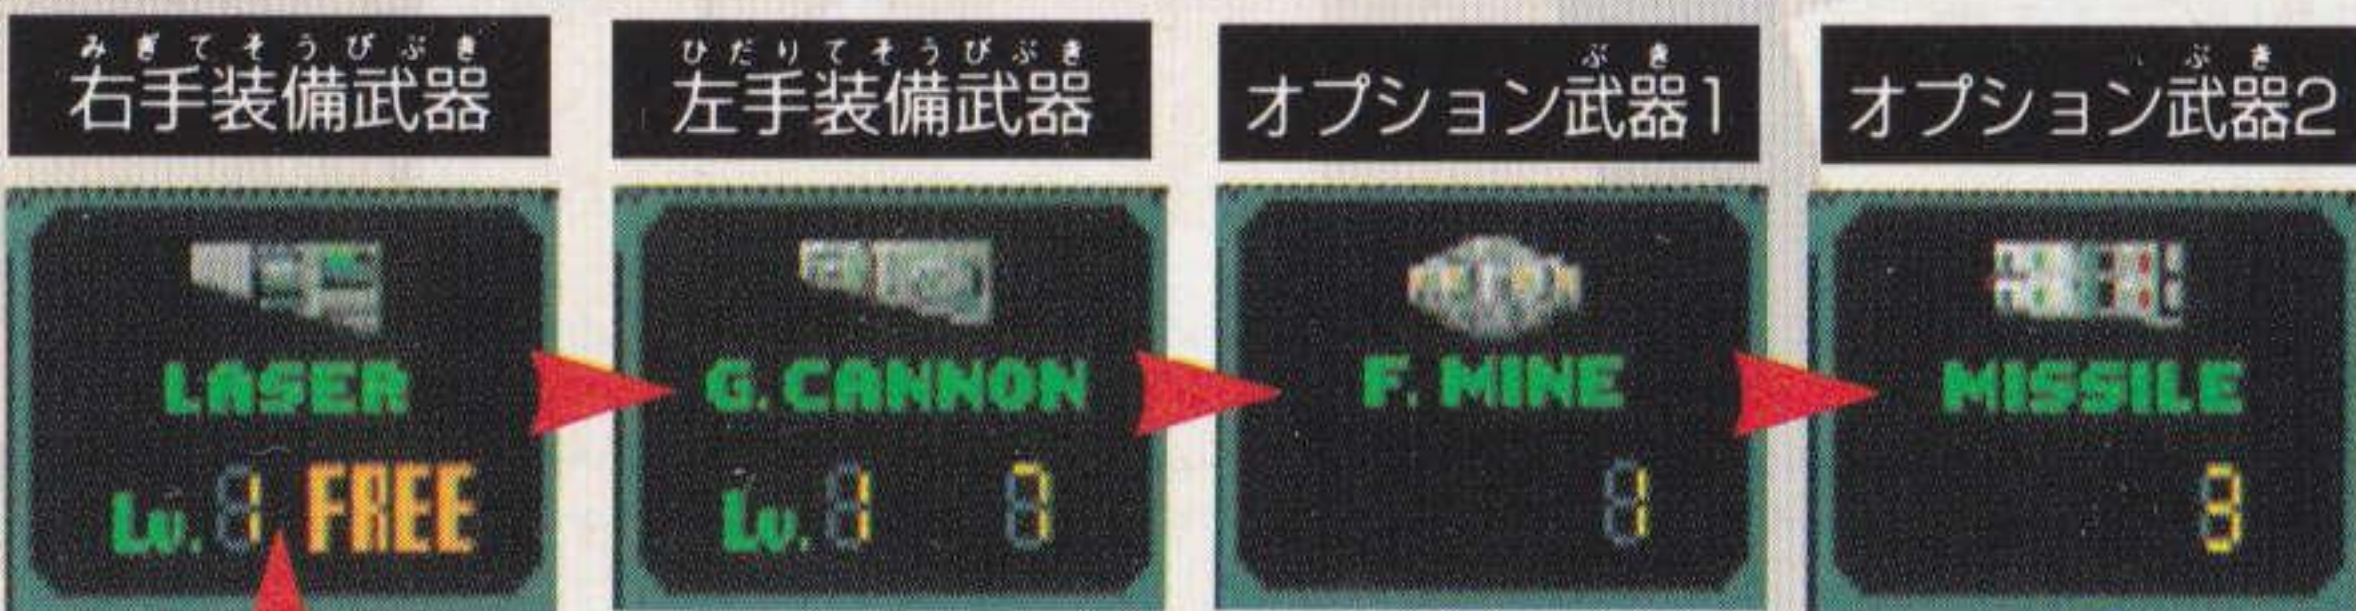 みぎてそうびぶき
右手装備武器
ひだりてそうびぶき
左手装備武器
ぶき
オプション武器1
ぶき
オプション武器2
LASER
Lv. 1 FREE
G. CANNON
Lv. 1 7
F. MINE
1
MISSILE
3